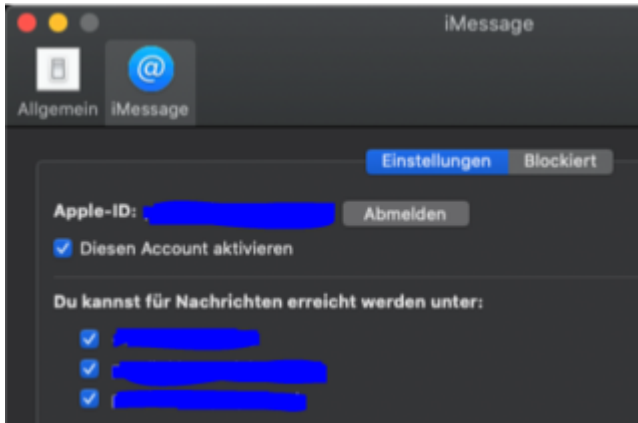 iMessage
Allgemein iMessage
Einstellungen Blockiert
Apple-ID: Abmelden
Diesen Account aktivieren
Du kannst für Nachrichten erreicht werden unter: